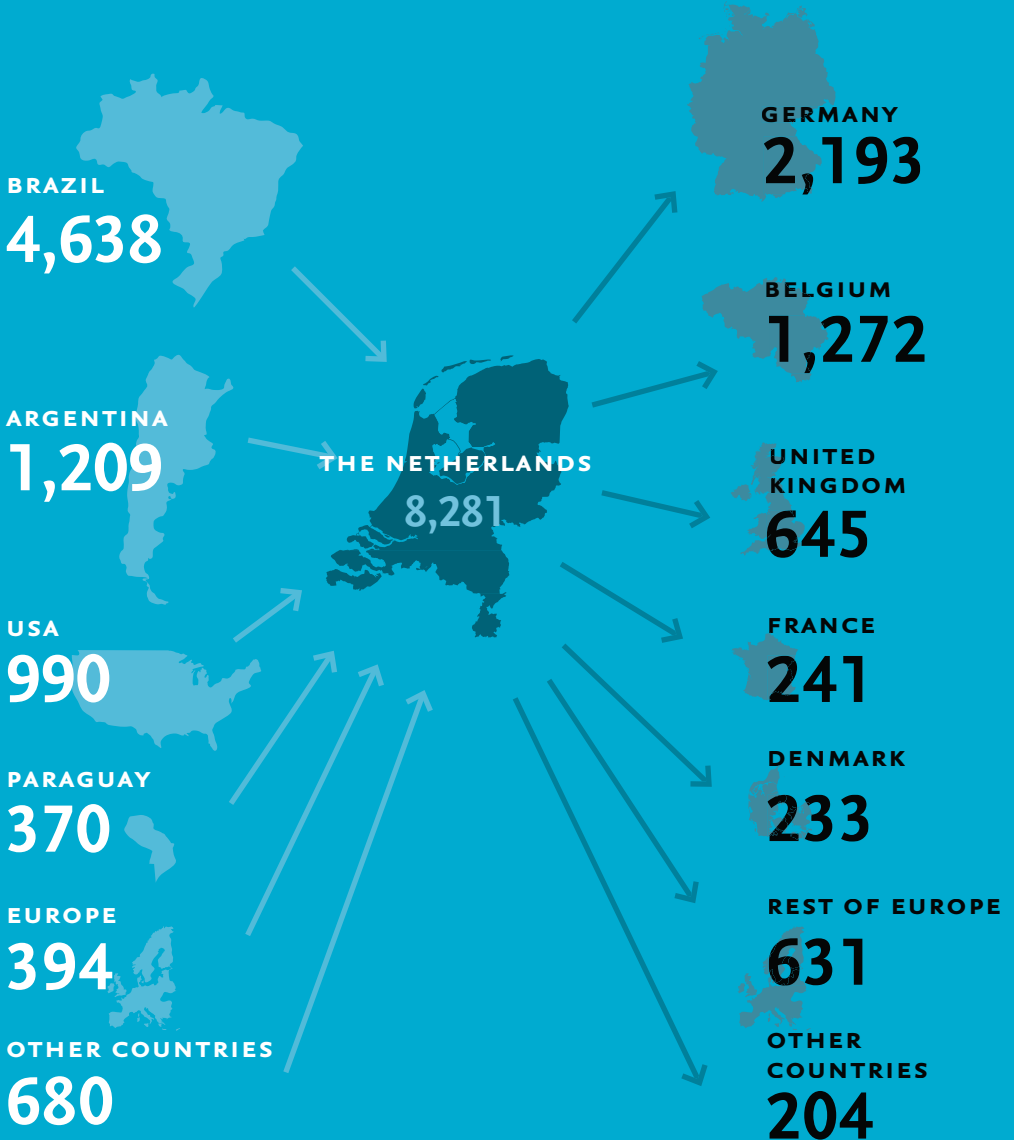 BRAZIL
4,638
ARGENTINA
1,209
USA
990
PARAGUAY
370
EUROPE
394
OTHER COUNTRIES
680
THE NETHERLANDS
8,281
GERMANY
2,193
BELGIUM
1,272
UNITED
KINGDOM
645
FRANCE
241
DENMARK
233
REST OF EUROPE
631
OTHER
COUNTRIES
204